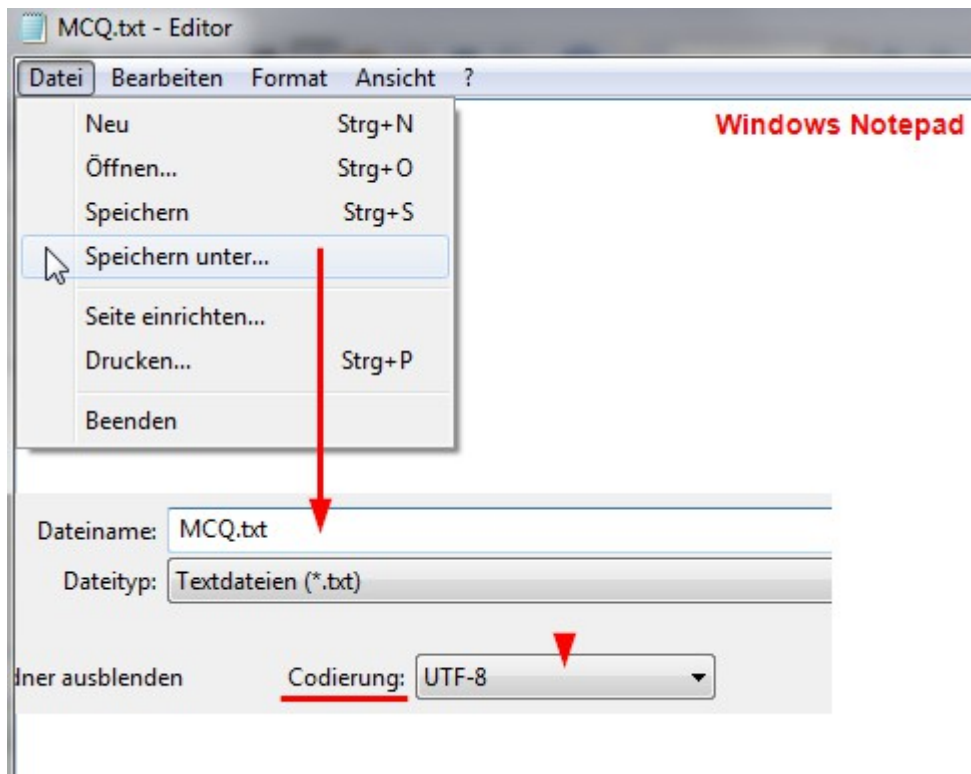 MCQ.txt - Editor
Datei Bearbeiten Format Ansicht ?
Windows Notepad
Neu Strg+N
Öffnen... Strg+O
Speichern Strg+S
Speichern unter...
Seite einrichten...
Drucken... Strg+P
Beenden
Dateiname: MCQ.txt
Dateityp: Textdateien (*.txt)
dner ausblenden Codierung: UTF-8